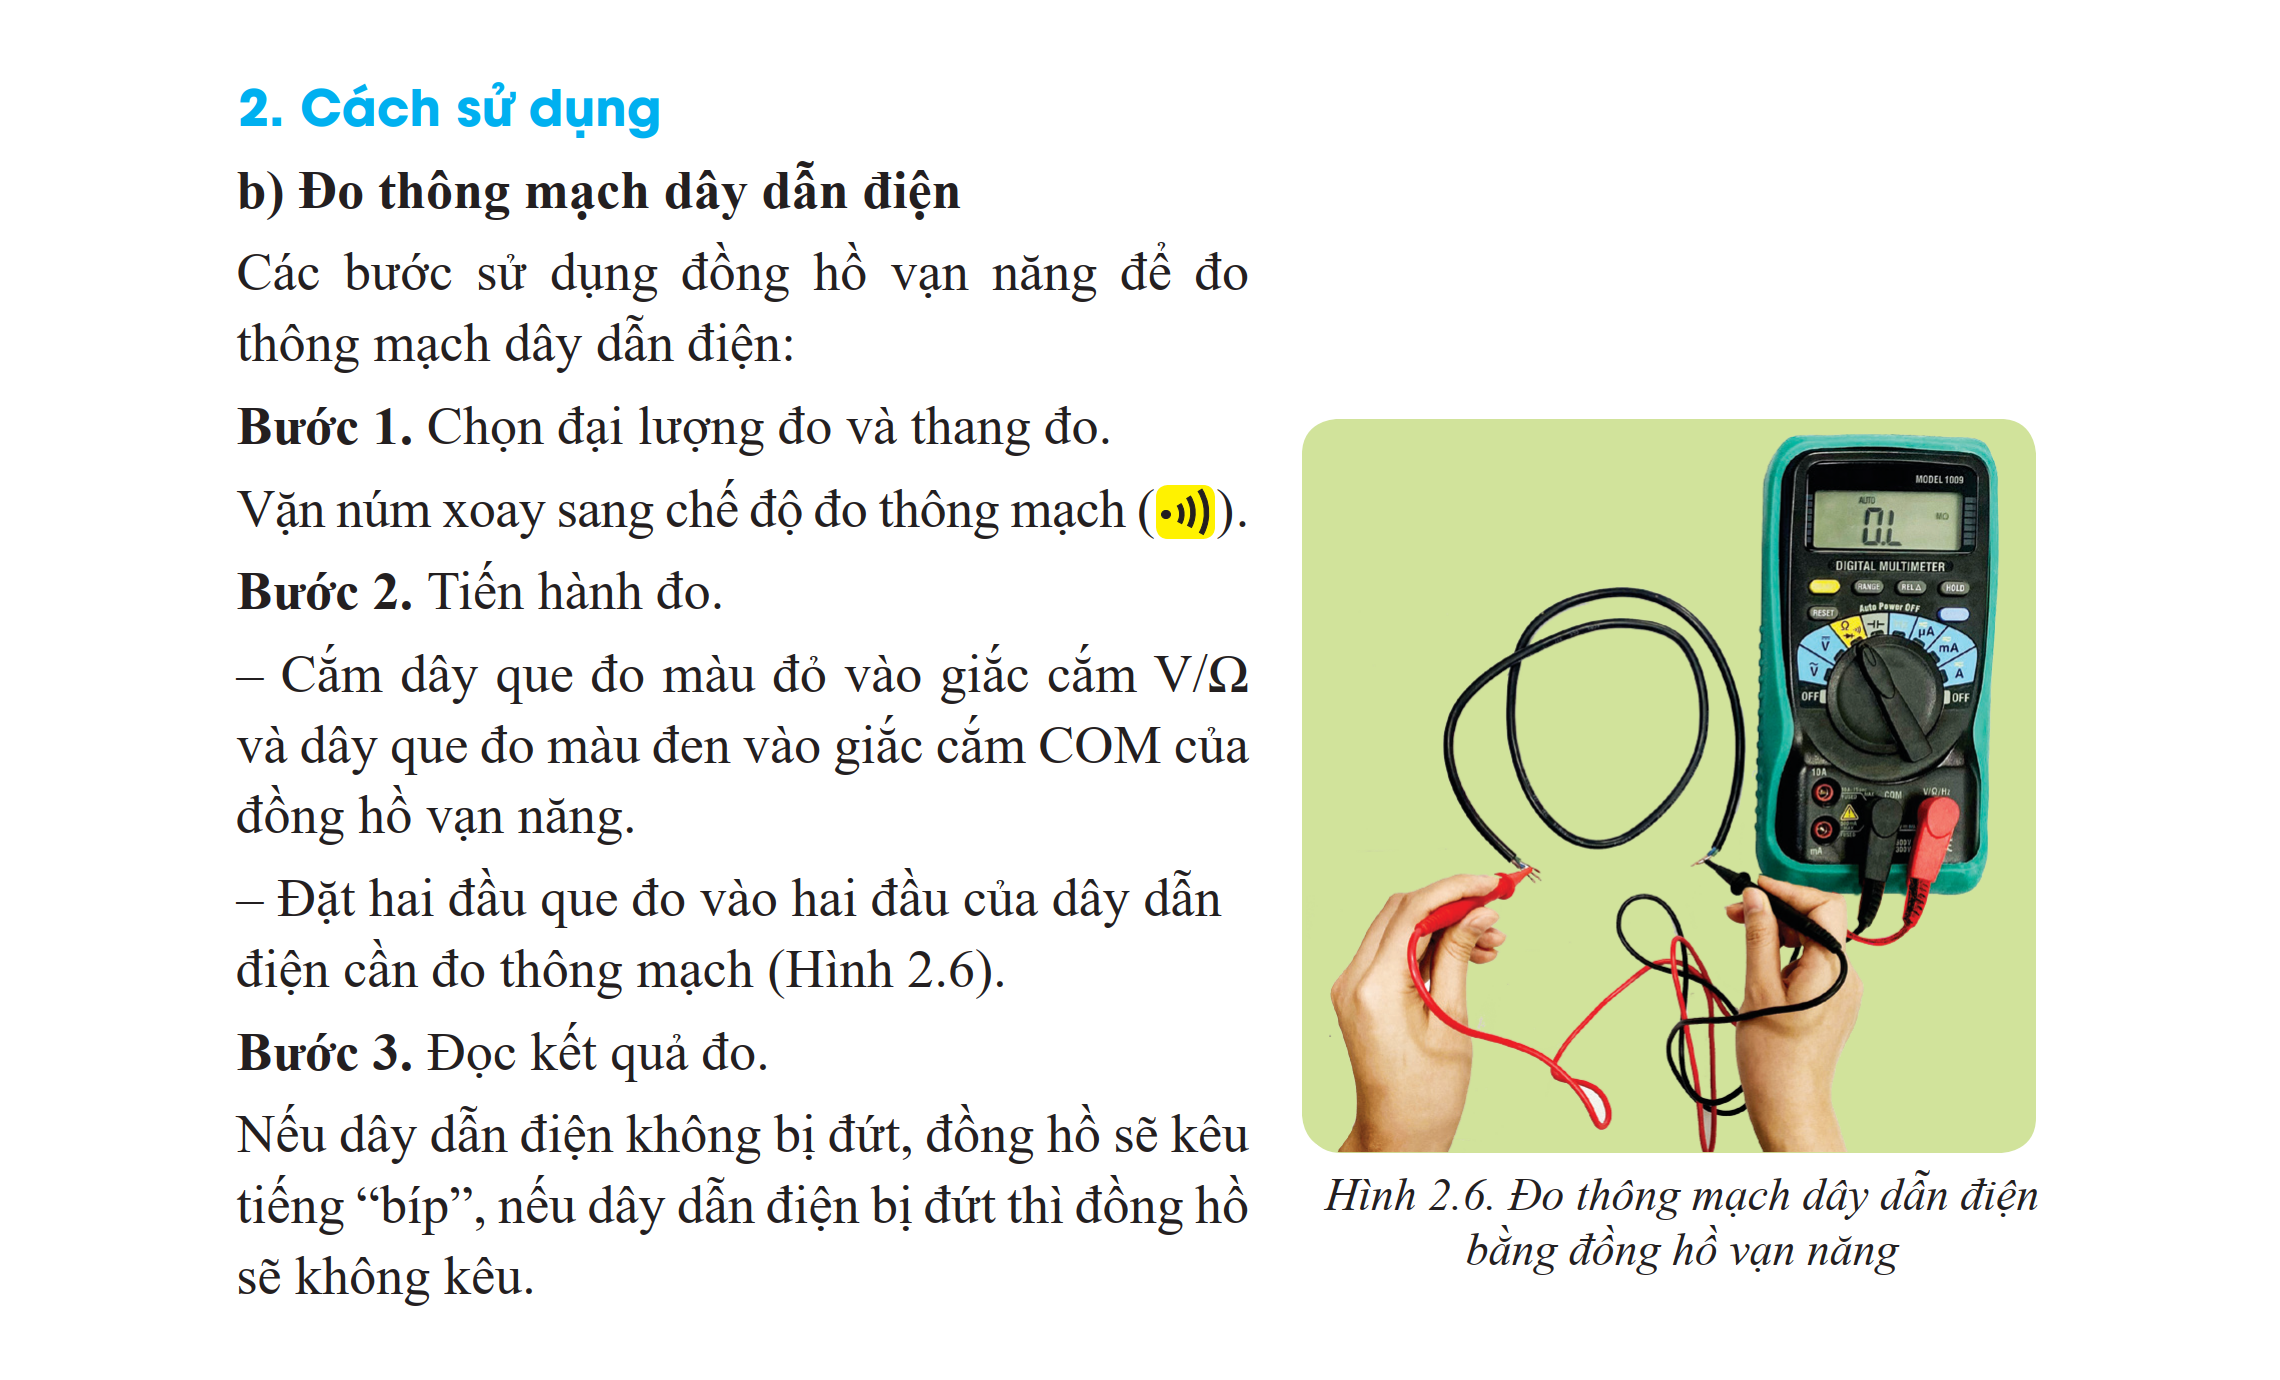 2. Cách sử dụng
b) Đo thông mạch dây dẫn điện
Các bước sử dụng đồng hồ vạn năng để đo
thông mạch dây dẫn điện:
Bước 1. Chọn đại lượng đo và thang đo.
Vặn núm xoay sang chế độ đo thông mạch ( ).
Bước 2. Tiến hành đo.
– Cắm dây que đo màu đỏ vào giắc cắm V/Ω
và dây que đo màu đen vào giắc cắm COM của
đồng hồ vạn năng.
– Đặt hai đầu que đo vào hai đầu của dây dẫn
điện cần đo thông mạch (Hình 2.6).
Bước 3. Đọc kết quả đo.
Nếu dây dẫn điện không bị đứt, đồng hồ sẽ kêu
tiếng “bíp”, nếu dây dẫn điện bị đứt thì đồng hồ
sẽ không kêu.
MODEL 1009
AUTO
O.L
MΩ
DIGITAL MULTIMETER
RANGE REL Δ HOLD
RESET Auto Power OFF
Ṽ V Ω µA mA A
OFF OFF
10A
COM V/Ω/Hz
mA
Hình 2.6. Đo thông mạch dây dẫn điện
bằng đồng hồ vạn năng